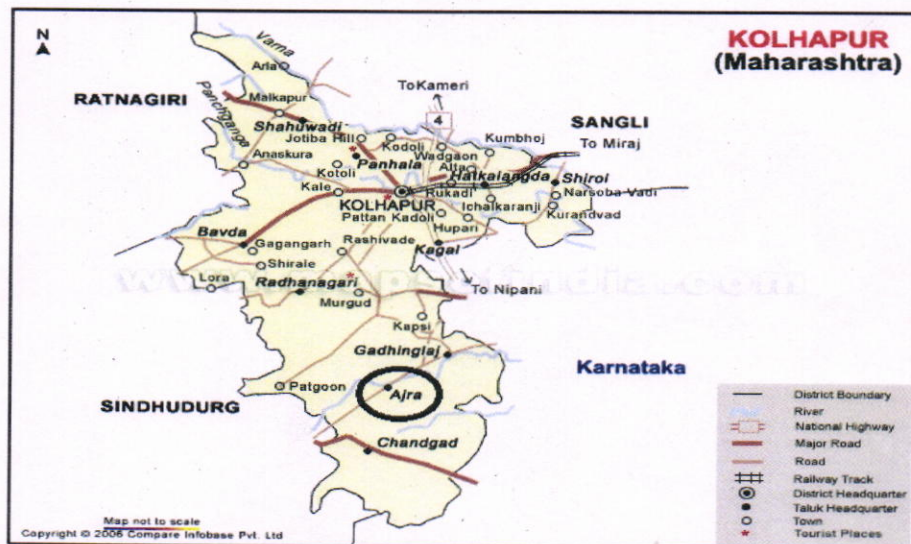 N
KOLHAPUR
(Maharashtra)
Varna
Arla
To Kameri
RATNAGIRI
Malkapur
4
SANGLI
Panchganga
Shahuwadi
Kumbhoj
To Miraj
Jotiba Hill
Kodoli
Wadgaon
Anaskura
Panhala
Alta
Hatkalangda
Shirol
Kotoli
Kale
Rukadi
Narsoba Vadi
KOLHAPUR
Ichalkaranji
Pattan Kadoli
Kurandvad
Hupari
Bavda
Gagangarh
Rashivade
Kagal
Shirale
Lora
Radhanagari
To Nipani
Murgud
Kapsi
Gadhinglaj
Karnataka
Patgoon
Ajra
SINDHUDURG
Chandgad
District Boundary
River
National Highway
Major Road
Road
Railway Track
District Headquarter
Taluk Headquarter
Town
Tourist Places
Map not to scale
Copyright © 2006 Compare Infobase Pvt. Ltd